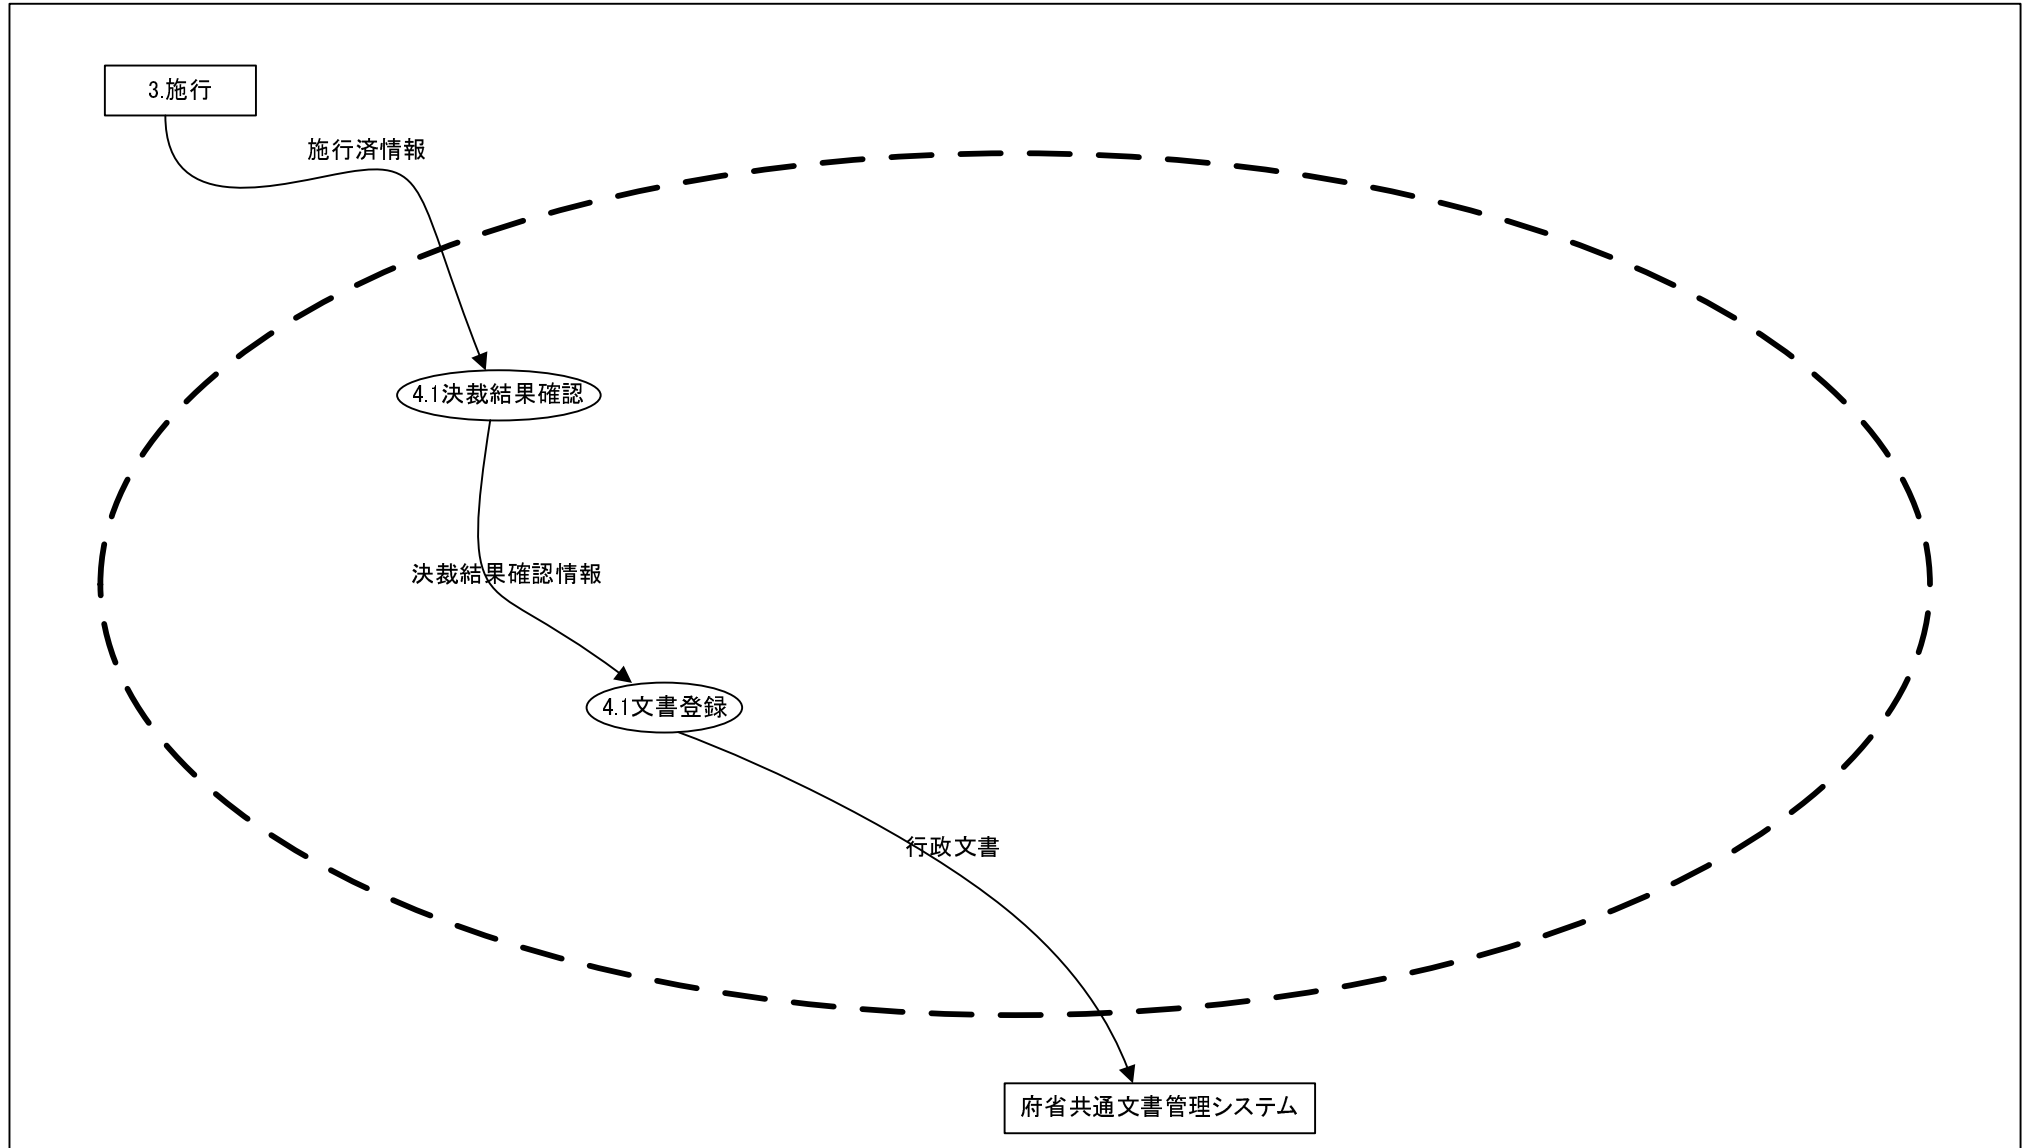 3.施行
施行済情報
4.1決裁結果確認
決裁結果確認情報
4.1文書登録
行政文書
府省共通文書管理システム